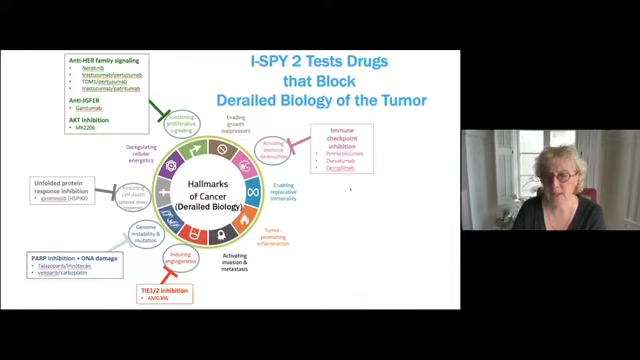 I-SPY 2 Tests Drugs
that Block
Derailed Biology of the Tumor
Anti-HER family signaling
Neratinib
trastuzumab/pertuzumab
TDM1/pertuzumab
trastuzumab/patritumab
Anti-IGF1R
Ganitumab
AKT inhibition
MK2206
Sustaining
proliferative
signaling
Evading
growth
suppressors
Avoiding
immune
destruction
Immune
checkpoint
inhibition
Pembrolizumab
Durvalumab
Cemiplimab
Deregulating
cellular
energetics
Unfolded protein
response inhibition
ganetespib (HSP90)
Resisting
cell death
Hallmarks
of Cancer
(Derailed Biology)
Enabling
replicative
immorality
Genome
instability &
mutation
Tumor-
promoting
inflammation
PARP inhibition + DNA damage
Talazoparib/Irinotecan
veliparib/carboplatin
Inducing
angiogenesis
Activating
invasion &
metastasis
TIE1/2 inhibition
AMG386